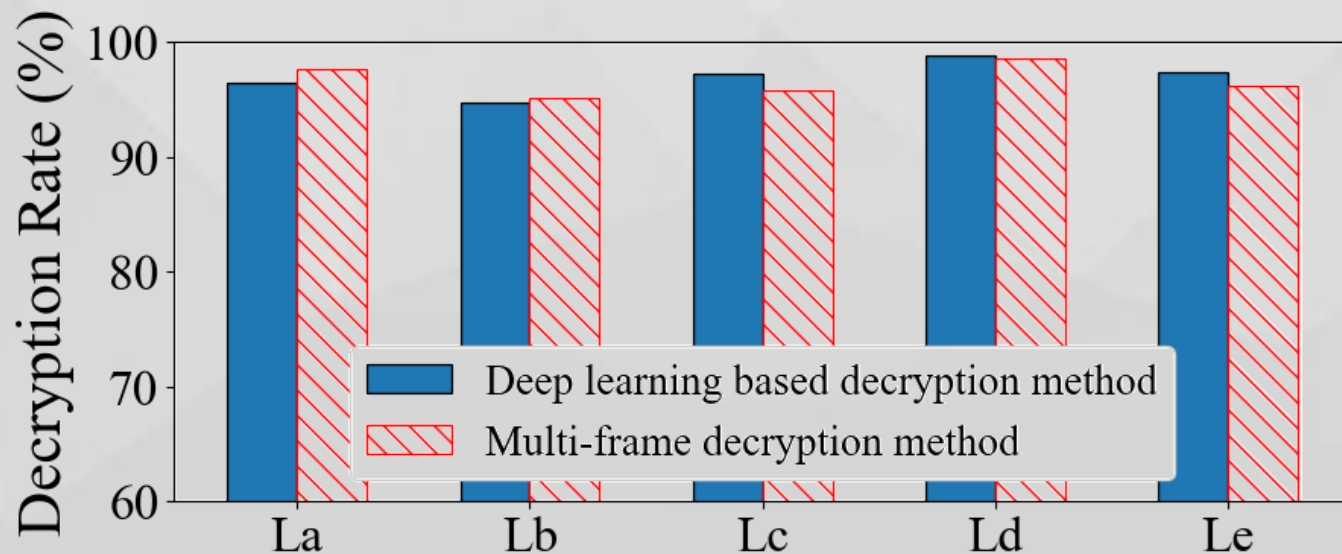 Decryption Rate (%)
100
90
80
70
60
Deep learning based decryption method
Multi-frame decryption method
La Lb Lc Ld Le